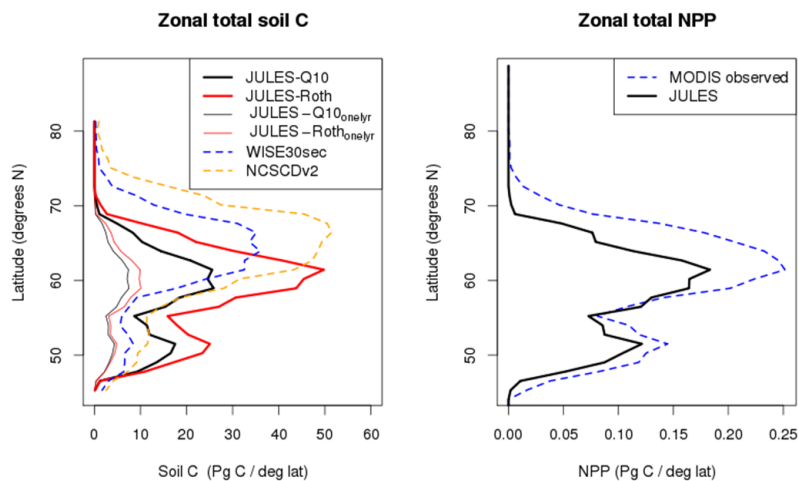 Zonal total soil C
JULES-Q10
JULES-Roth
JULES−Q10onelyr
JULES−Rothonelyr
WISE30sec
NCSCDv2
Latitude (degrees N)
80
70
60
50
0 10 20 30 40 50 60
Soil C (Pg C / deg lat)
Zonal total NPP
MODIS observed
JULES
Latitude (degrees N)
80
70
60
50
0.00 0.05 0.10 0.15 0.20 0.25
NPP (Pg C / deg lat)